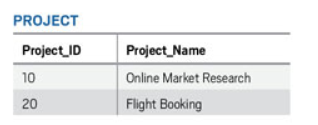 PROJECT
Project_ID Project_Name
10 Online Market Research
20 Flight Booking